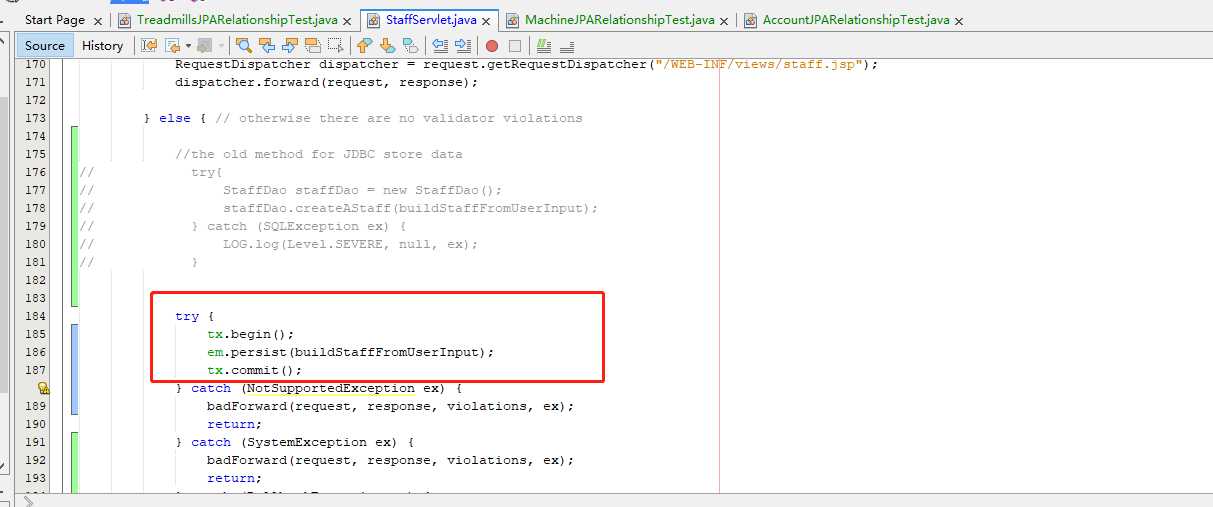 Start Page TreadmillsJPARelationshipTest.java StaffServlet.java MachineJPARelationshipTest.java AccountJPARelationshipTest.java
Source History
170 RequestDispatcher dispatcher = request.getRequestDispatcher("/WEB-INF/views/staff.jsp");
171 dispatcher.forward(request, response);
172
173 } else { // otherwise there are no validator violations
174
175 //the old method for JDBC store data
176 // try{
177 // StaffDao staffDao = new StaffDao();
178 // staffDao.createAStaff(buildStaffFromUserInput);
179 // } catch (SQLException ex) {
180 // LOG.log(Level.SEVERE, null, ex);
181 // }
182
183
184 try {
185 tx.begin();
186 em.persist(buildStaffFromUserInput);
187 tx.commit();
} catch (NotSupportedException ex) {
189 badForward(request, response, violations, ex);
190 return;
191 } catch (SystemException ex) {
192 badForward(request, response, violations, ex);
193 return;